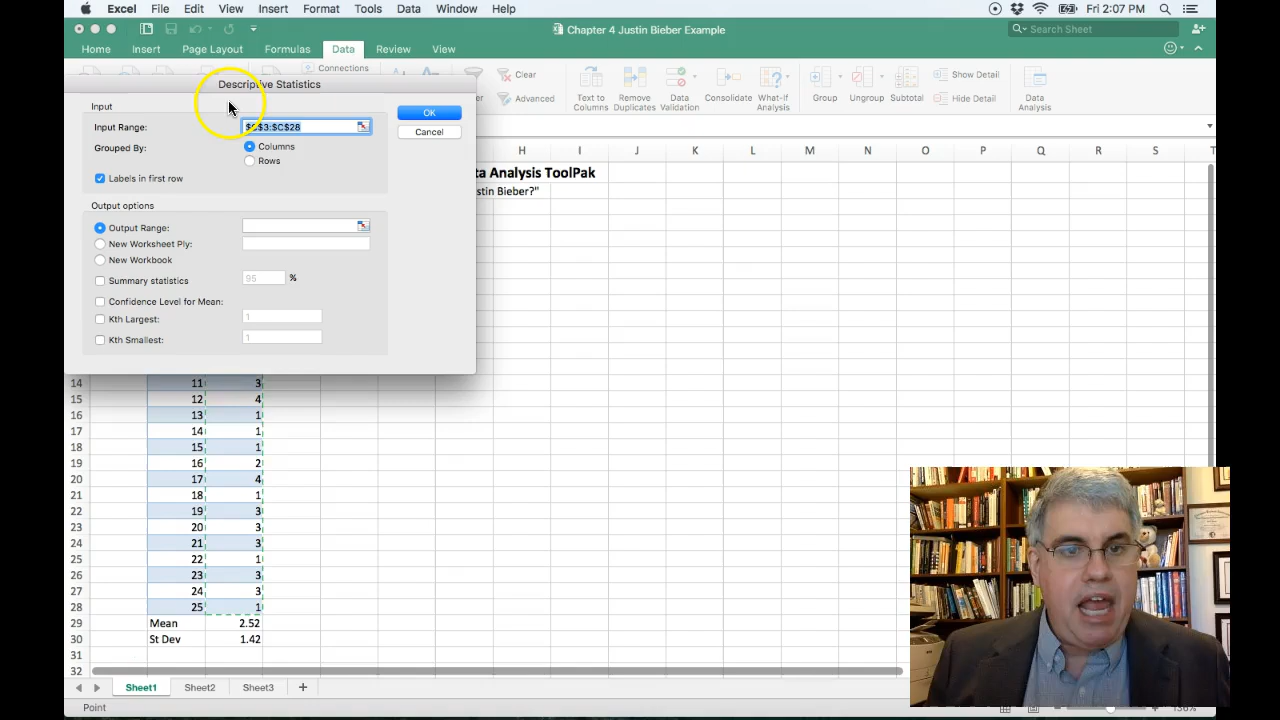 Excel File Edit View Insert Format Tools Data Window Help Fri 2:07 PM
Chapter 4 Justin Bieber Example Search Sheet
Home Insert Page Layout Formulas Data Review View
Connections Clear Advanced Text to Columns Remove Duplicates Data Validation Consolidate What-If Analysis Group Ungroup Subtotal Show Detail Hide Detail Data Analysis
Descriptive Statistics
Input
Input Range: $C$3:$C$28
OK
Cancel
Grouped By: Columns
Rows
Labels in first row
Output options
Output Range:
New Worksheet Ply:
New Workbook
Summary statistics 95 %
Confidence Level for Mean:
Kth Largest: 1
Kth Smallest: 1
H I J K L M N O P Q R S T
ta Analysis ToolPak
stin Bieber?"
14 11 3
15 12 4
16 13 1
17 14 1
18 15 1
19 16 2
20 17 4
21 18 1
22 19 3
23 20 3
24 21 3
25 22 1
26 23 3
27 24 3
28 25 1
29 Mean 2.52
30 St Dev 1.42
31
32
Sheet1 Sheet2 Sheet3 +
Point 136%